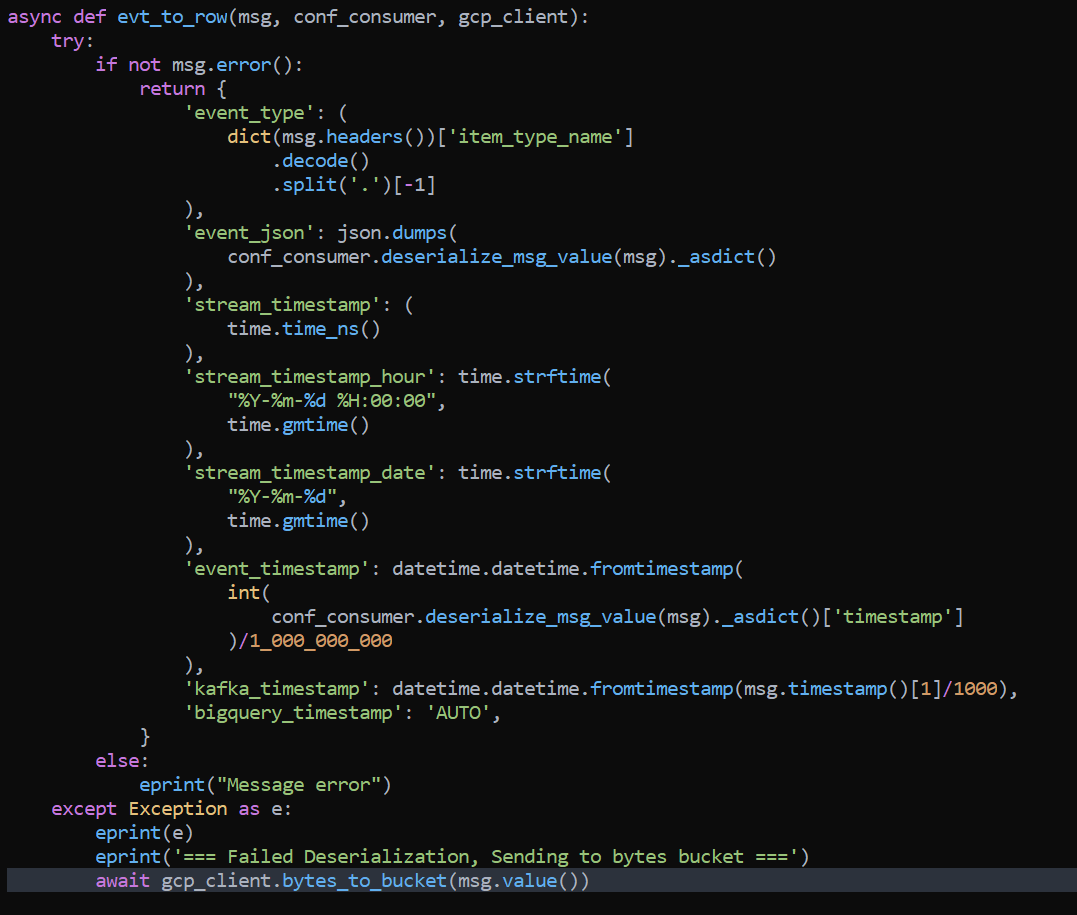 async def evt_to_row(msg, conf_consumer, gcp_client):
    try:
        if not msg.error():
            return {
                'event_type': (
                    dict(msg.headers())['item_type_name']
                        .decode()
                        .split('.')[-1]
                ),
                'event_json': json.dumps(
                    conf_consumer.deserialize_msg_value(msg)._asdict()
                ),
                'stream_timestamp': (
                    time.time_ns()
                ),
                'stream_timestamp_hour': time.strftime(
                    "%Y-%m-%d %H:00:00",
                    time.gmtime()
                ),
                'stream_timestamp_date': time.strftime(
                    "%Y-%m-%d",
                    time.gmtime()
                ),
                'event_timestamp': datetime.datetime.fromtimestamp(
                    int(
                        conf_consumer.deserialize_msg_value(msg)._asdict()['timestamp']
                    )/1_000_000_000
                ),
                'kafka_timestamp': datetime.datetime.fromtimestamp(msg.timestamp()[1]/1000),
                'bigquery_timestamp': 'AUTO',
            }
        else:
            eprint("Message error")
    except Exception as e:
        eprint(e)
        eprint('=== Failed Deserialization, Sending to bytes bucket ===')
        await gcp_client.bytes_to_bucket(msg.value())